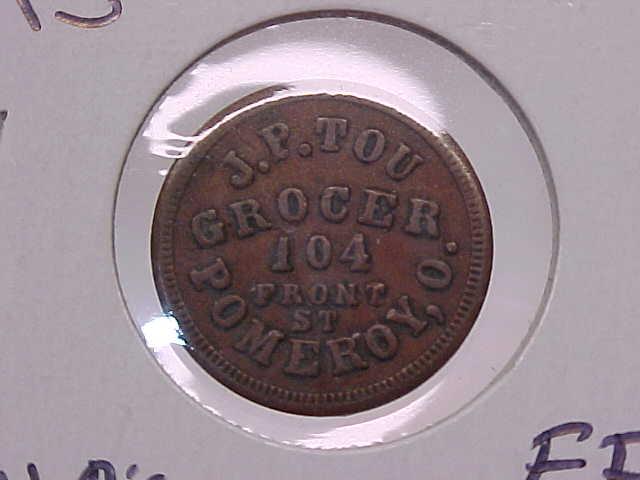 J.P. TOU
GROCER
104
FRONT
ST
POMEROY, O.